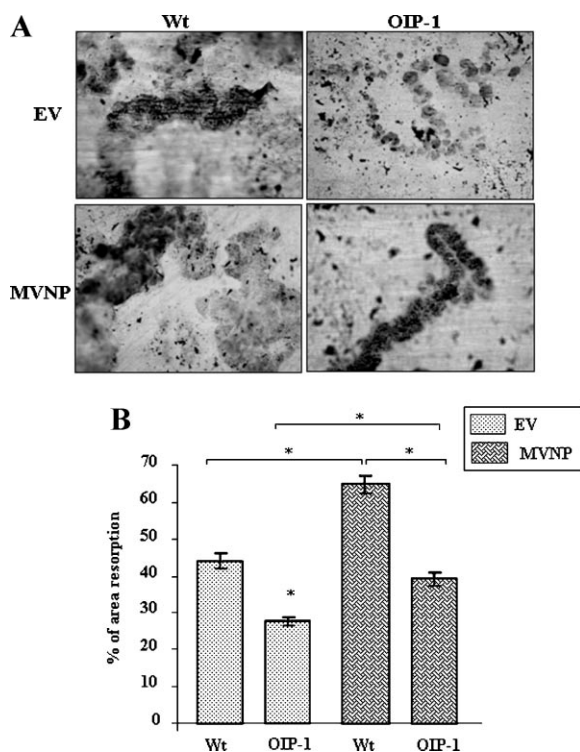 A
Wt
OIP-1
EV
MVNP
B
*
EV
MVNP
*
*
70
60
50
40
30
20
10
0
% of area resorption
*
Wt
OIP-1
Wt
OIP-1